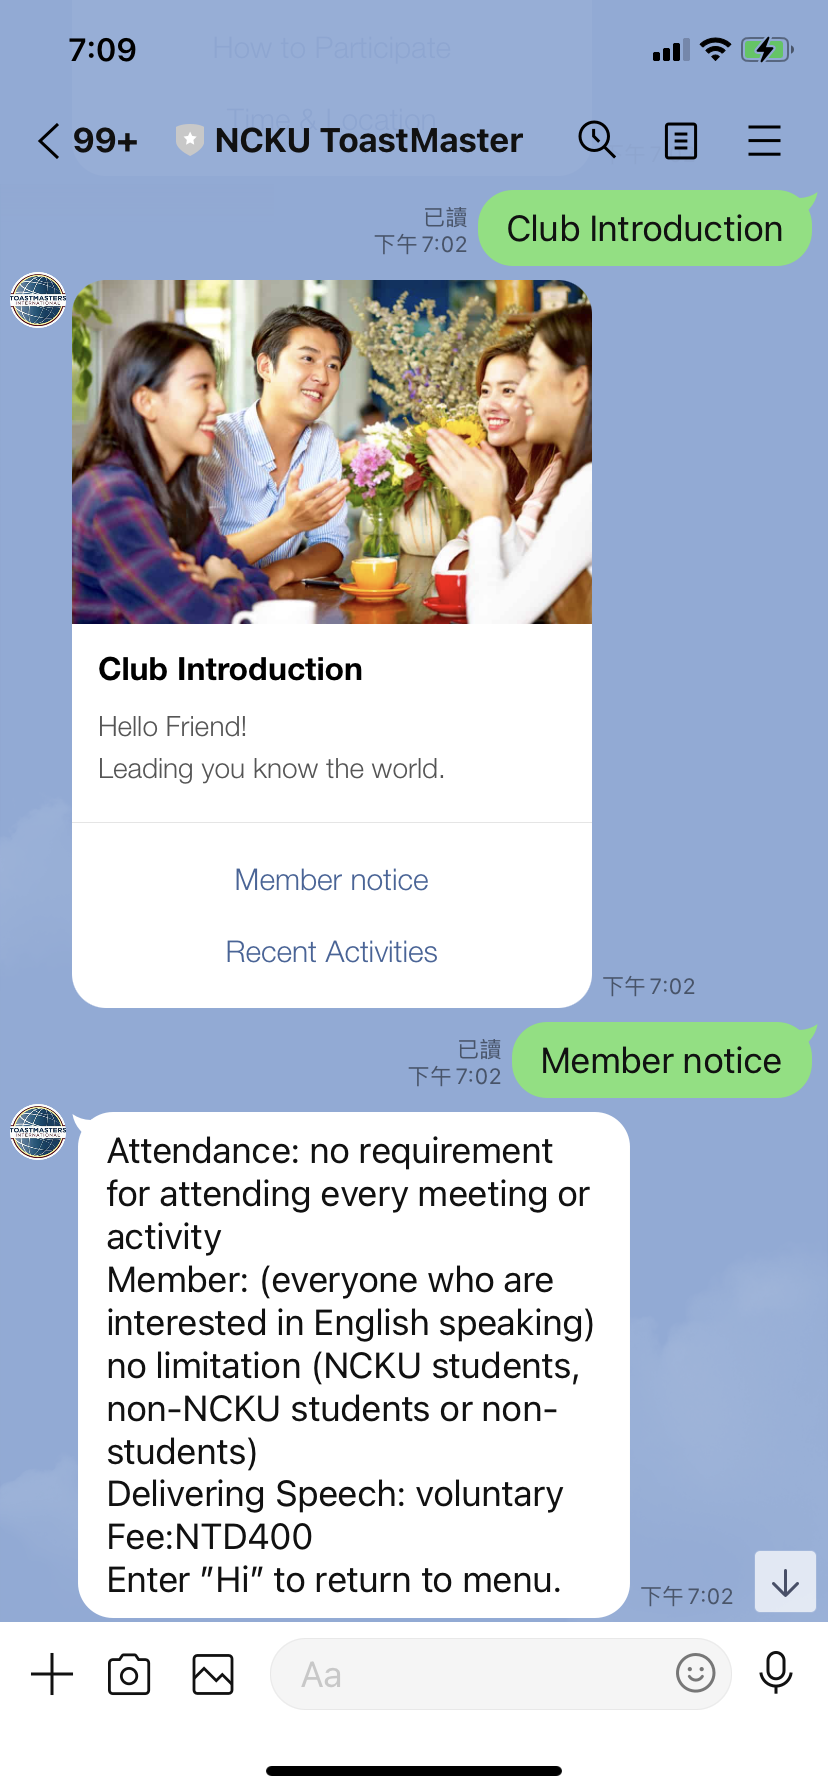 How to Participate
7:09
Time & Location
99+
NCKU ToastMaster
下午7
已讀
下午 7:02
Club Introduction
TOASTMASTERS
INTERNATIONAL
Club Introduction
Hello Friend!
Leading you know the world.
Member notice
Recent Activities
下午 7:02
已讀
下午 7:02
Member notice
TOASTMASTERS
INTERNATIONAL
Attendance: no requirement
for attending every meeting or
activity
Member: (everyone who are
interested in English speaking)
no limitation (NCKU students,
non-NCKU students or non-
students)
Delivering Speech: voluntary
Fee:NTD400
Enter ”Hi” to return to menu.
下午 7:02
Aa